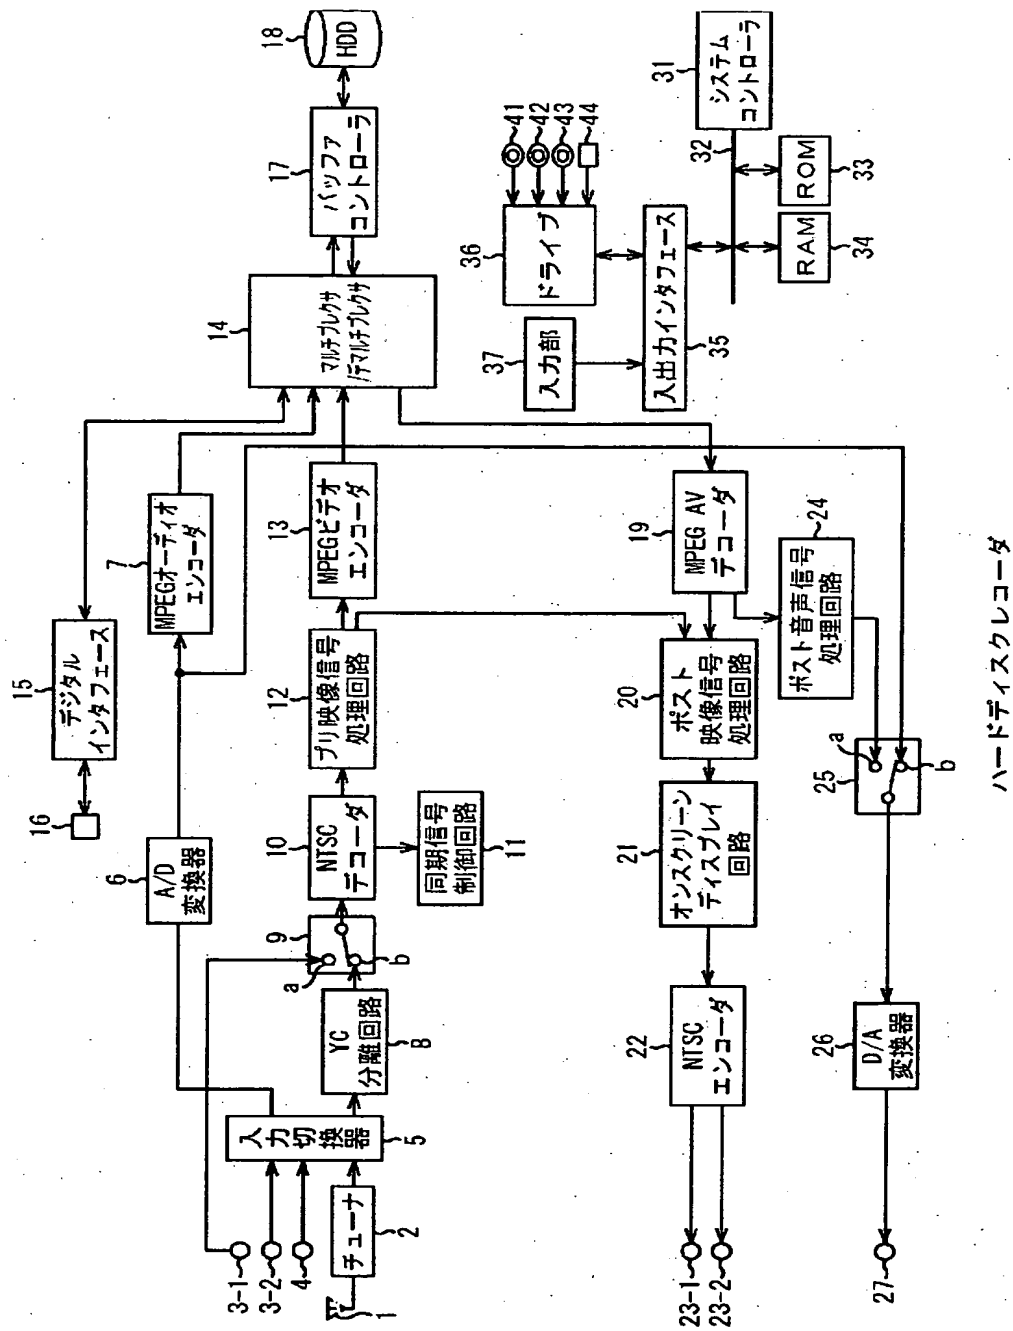 1
チューナ
2
3-1
3-2
4
入力切換器
5
A/D
変換器
6
MPEGオーディオ
エンコーダ
7
YC
分離回路
8
9
a
b
NTSC
デコーダ
10
同期信号
制御回路
11
プリ映像信号
処理回路
12
MPEGビデオ
エンコーダ
13
マルチプレクサ
/デマルチプレクサ
14
デジタル
インタフェース
15
16
バッファ
コントローラ
17
HDD
18
MPEG AV
デコーダ
19
ポスト
映像信号
処理回路
20
オンスクリーン
ディスプレイ
回路
21
NTSC
エンコーダ
22
23-1
23-2
ポスト音声信号
処理回路
24
25
a
b
D/A
変換器
26
27
システム
コントローラ
31
32
ROM
33
RAM
34
入出力インタフェース
35
ドライブ
36
入力部
37
41
42
43
44
ハードディスクレコーダ